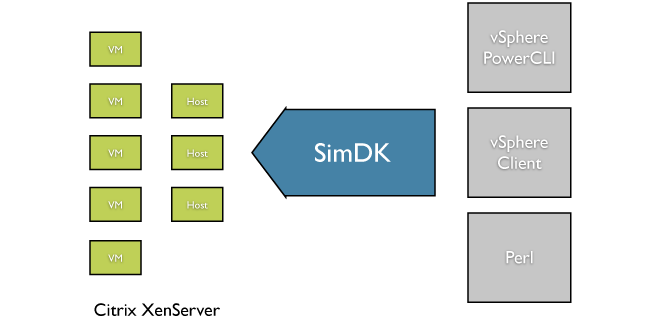 VM
VM
VM
VM
VM
Host
Host
Host
Citrix XenServer
SimDK
vSphere
PowerCLI
vSphere
Client
Perl